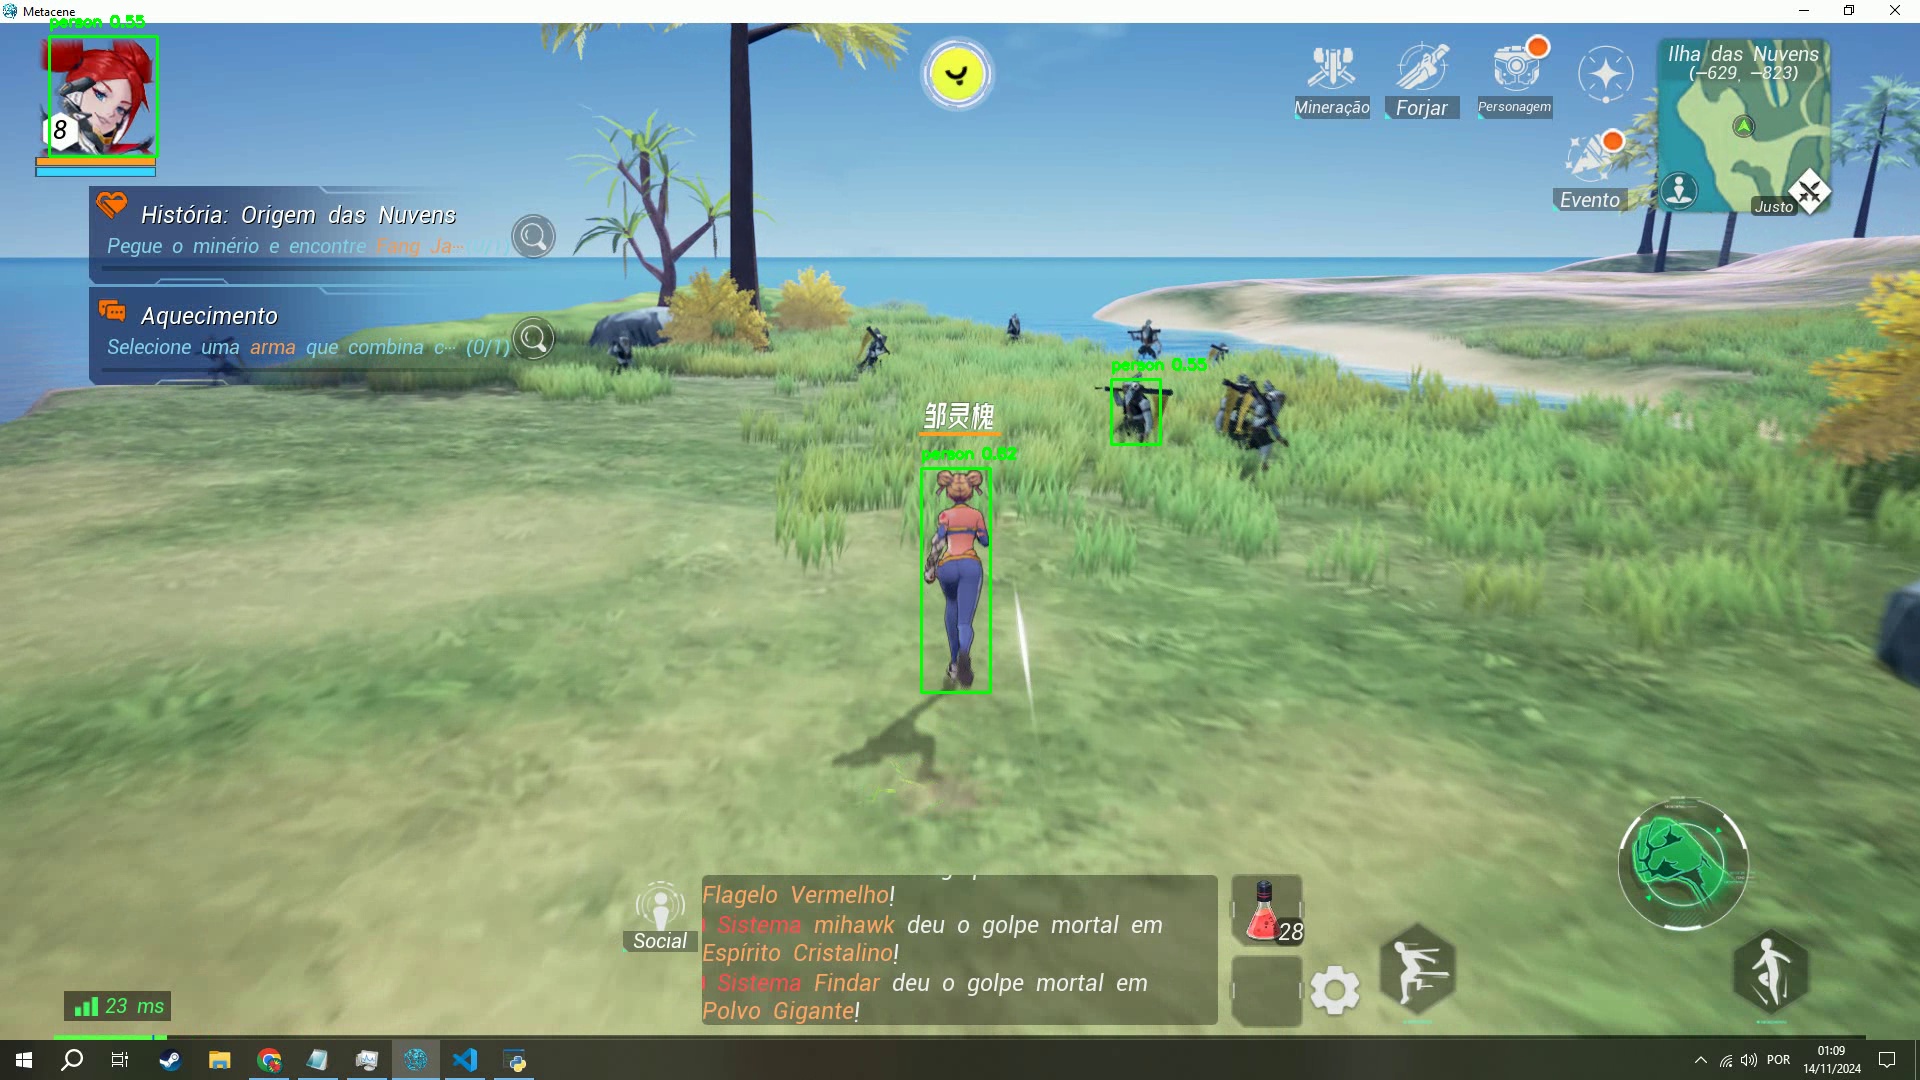 Metacene
person 0.55
8
História: Origem das Nuvens
Pegue o minério e encontre Fang Ja··· (0/1)
Aquecimento
Selecione uma arma que combina c··· (0/1)
Mineração
Forjar
Personagem
Evento
Ilha das Nuvens
(-629, -823)
Justo
person 0.55
邹灵槐
person 0.82
Social
Flagelo Vermelho!
Sistema mihawk deu o golpe mortal em
Espírito Cristalino!
Sistema Findar deu o golpe mortal em
Polvo Gigante!
28
23 ms
POR
01:09
14/11/2024